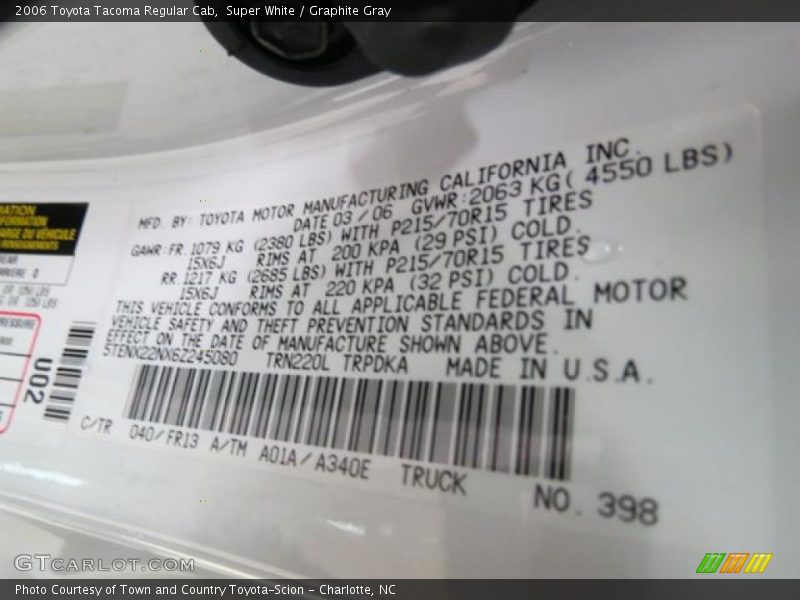 2006 Toyota Tacoma Regular Cab, Super White / Graphite Gray
MFD. BY: TOYOTA MOTOR MANUFACTURING CALIFORNIA INC.
DATE 03/06 GVWR:2063 KG( 4550 LBS)
GAWR:FR. 1079 KG (2380 LBS) WITH P215/70R15 TIRES
15X6J RIMS AT 200 KPA (29 PSI) COLD.
RR.1217 KG (2685 LBS) WITH P215/70R15 TIRES
15X6J RIMS AT 220 KPA (32 PSI) COLD.
THIS VEHICLE CONFORMS TO ALL APPLICABLE FEDERAL MOTOR
VEHICLE SAFETY AND THEFT PREVENTION STANDARDS IN
EFFECT ON THE DATE OF MANUFACTURE SHOWN ABOVE.
5TENX22NX6Z245080 TRN220L TRPDKA MADE IN U.S.A.
C/TR 040/FR13 A/TM A01A/A340E TRUCK NO. 398
U02
GTCARLOT.COM
Photo Courtesy of Town and Country Toyota-Scion - Charlotte, NC